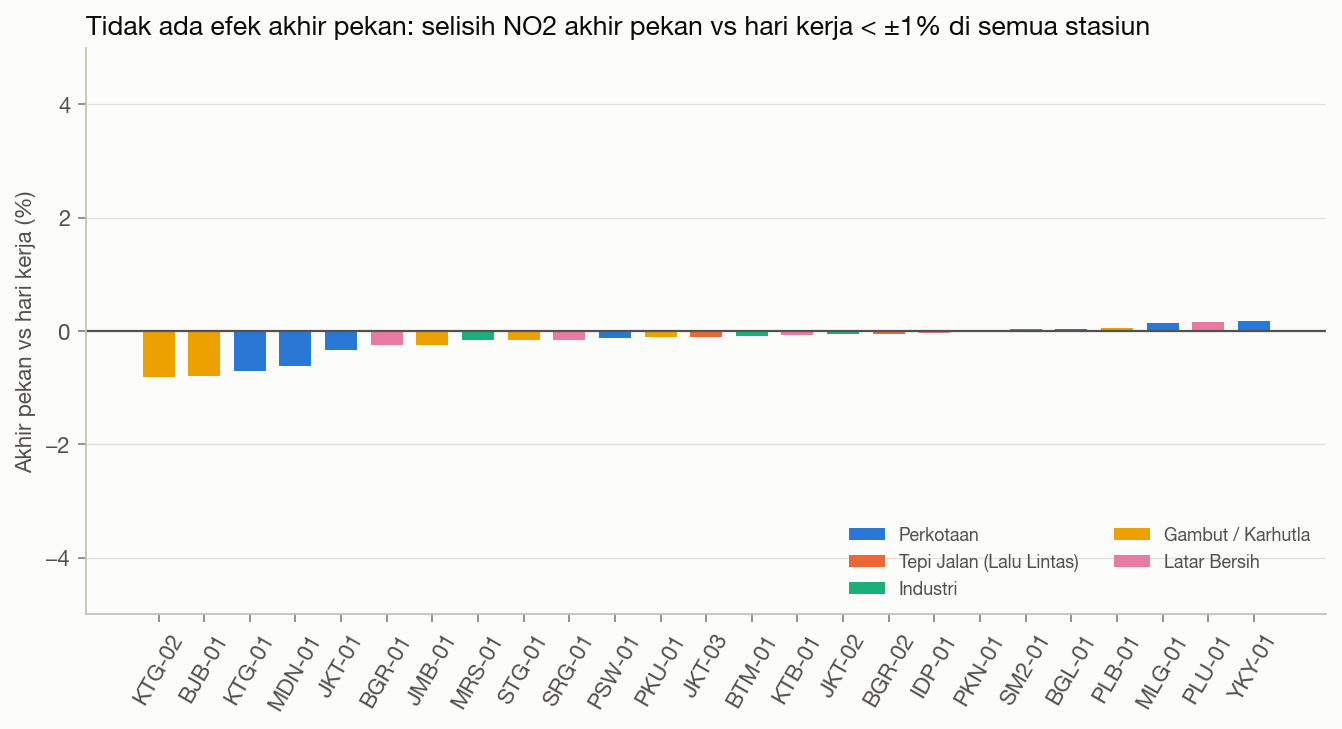 Tidak ada efek akhir pekan: selisih NO2 akhir pekan vs hari kerja < ±1% di semua stasiun
Akhir pekan vs hari kerja (%)
4
2
0
−2
−4
Perkotaan
Tepi Jalan (Lalu Lintas)
Industri
Gambut / Karhutla
Latar Bersih
KTG-02
BJB-01
KTG-01
MDN-01
JKT-01
BGR-01
JMB-01
MRS-01
STG-01
SRG-01
PSW-01
PKU-01
JKT-03
BTM-01
KTB-01
JKT-02
BGR-02
IDP-01
PKN-01
SM2-01
BGL-01
PLB-01
MLG-01
PLU-01
YKY-01